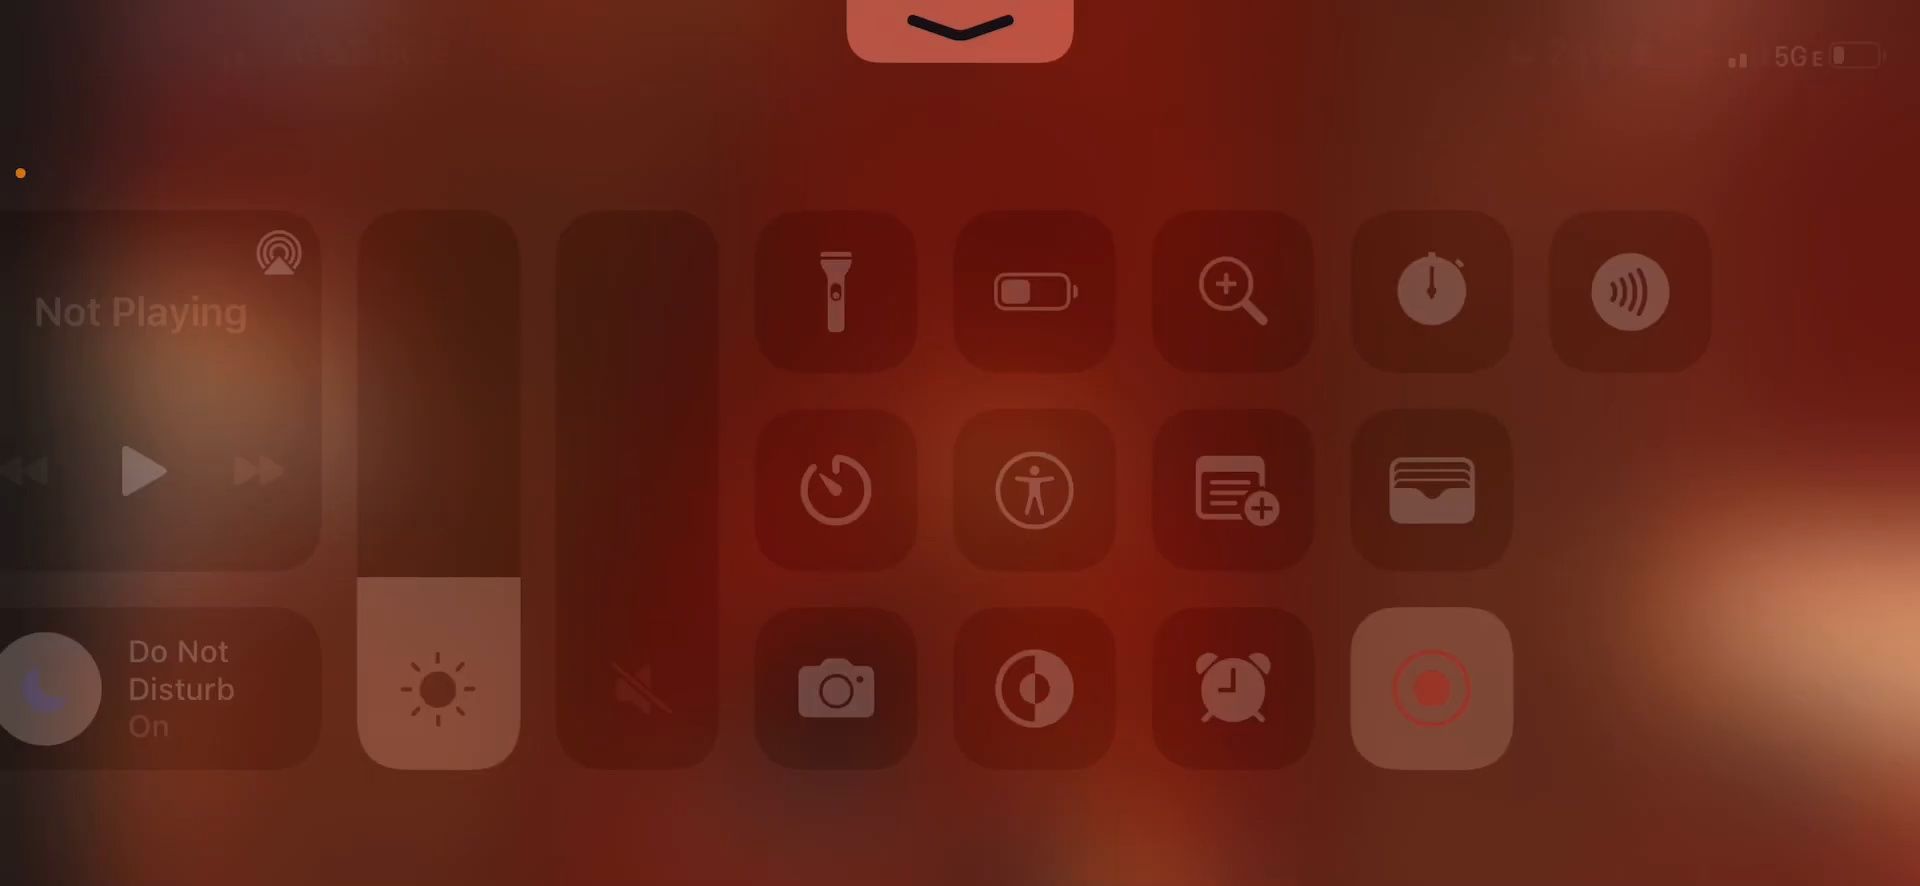 5G E
Not Playing
Do Not
Disturb
On